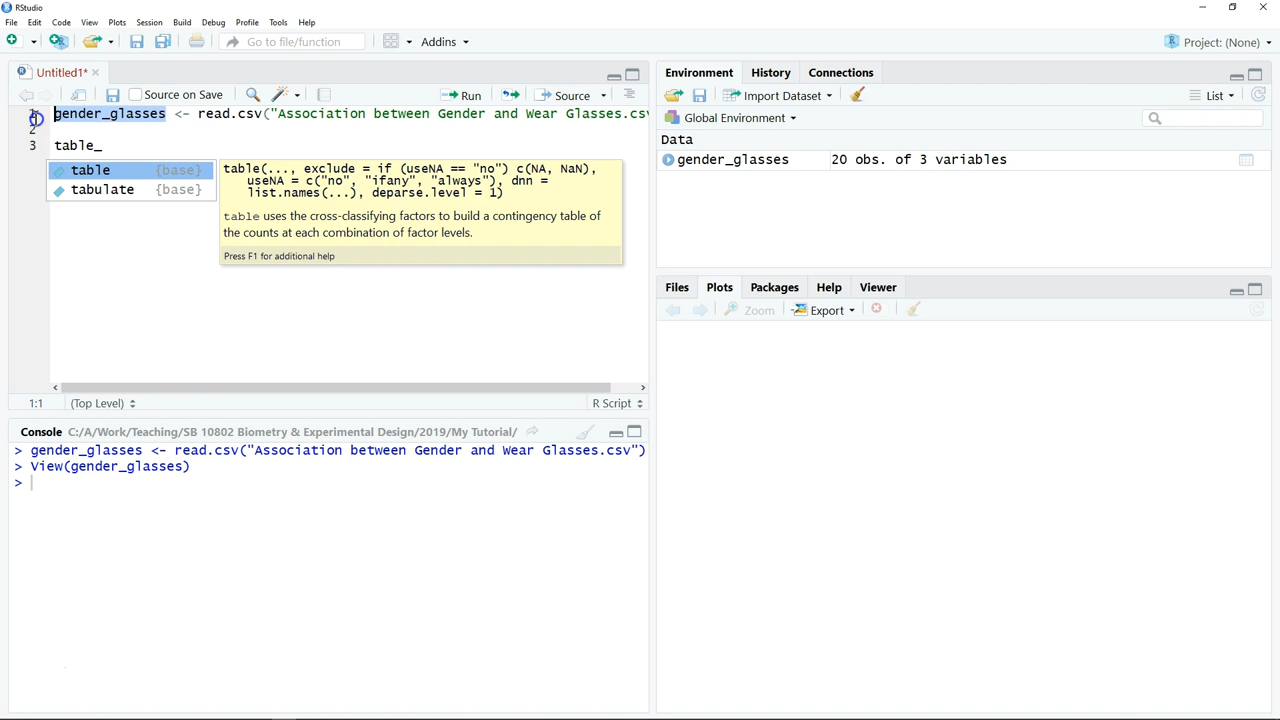 RStudio
File Edit Code View Plots Session Build Debug Profile Tools Help
Go to file/function Addins Project: (None)
Untitled1*
Source on Save Run Source
1 gender_glasses <- read.csv("Association between Gender and Wear Glasses.csv
2
3 table_
table {base}
tabulate {base}
table(..., exclude = if (useNA == "no") c(NA, NaN),
useNA = c("no", "ifany", "always"), dnn =
list.names(...), deparse.level = 1)
table uses the cross-classifying factors to build a contingency table of
the counts at each combination of factor levels.
Press F1 for additional help
1:1 (Top Level) R Script
Console C:/A/Work/Teaching/SB 10802 Biometry & Experimental Design/2019/My Tutorial/
> gender_glasses <- read.csv("Association between Gender and Wear Glasses.csv")
> View(gender_glasses)
>
Environment History Connections
Import Dataset List
Global Environment
Data
gender_glasses 20 obs. of 3 variables
Files Plots Packages Help Viewer
Zoom Export